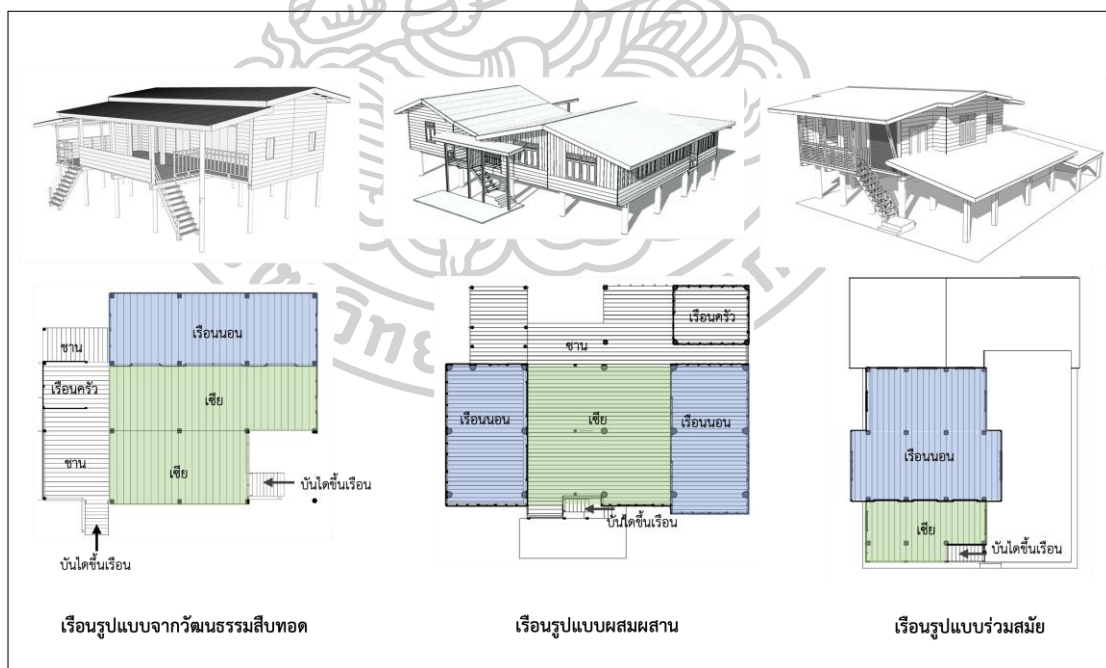 เรือนนอน
ชาน
เรือนครัว
เซีย
ชาน
เซีย
บันไดขึ้นเรือน
บันไดขึ้นเรือน
เรือนรูปแบบจากวัฒนธรรมสืบทอด
เรือนครัว
ชาน
เรือนนอน
เซีย
เรือนนอน
บันไดขึ้นเรือน
เรือนรูปแบบผสมผสาน
เรือนนอน
เซีย
บันไดขึ้นเรือน
เรือนรูปแบบร่วมสมัย